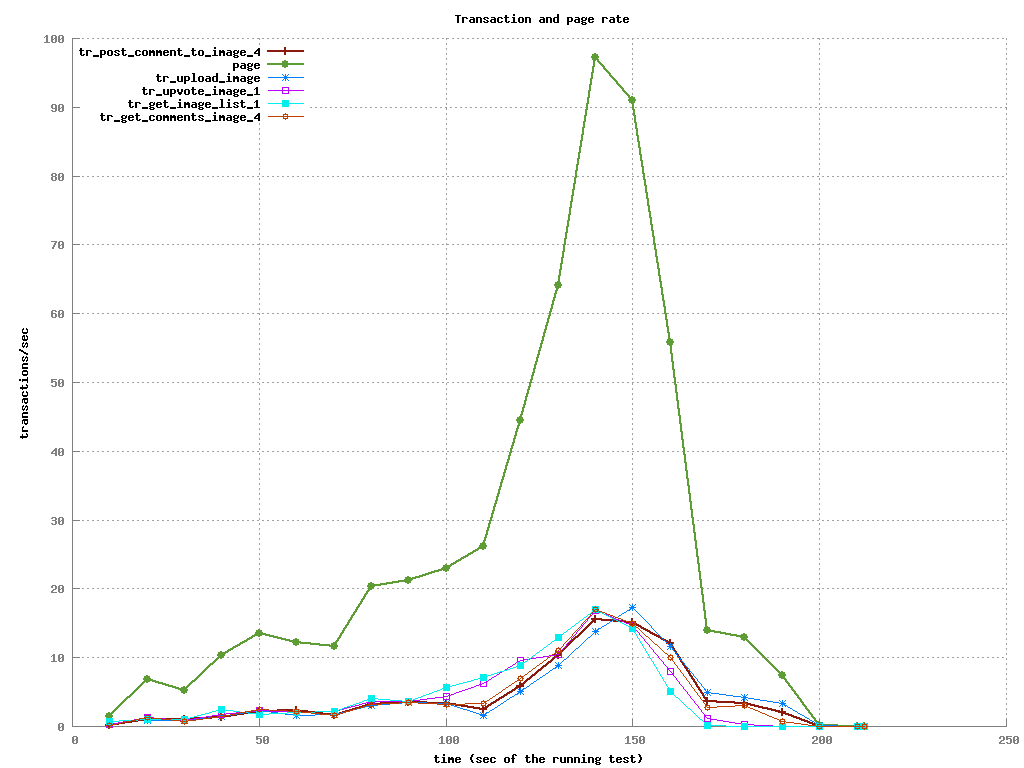 Transaction and page rate
100
90
80
70
60
50
40
30
20
10
0
tr_post_comment_to_image_4
page
tr_upload_image
tr_upvote_image_1
tr_get_image_list_1
tr_get_comments_image_4
transactions/sec
0 50 100 150 200 250
time (sec of the running test)